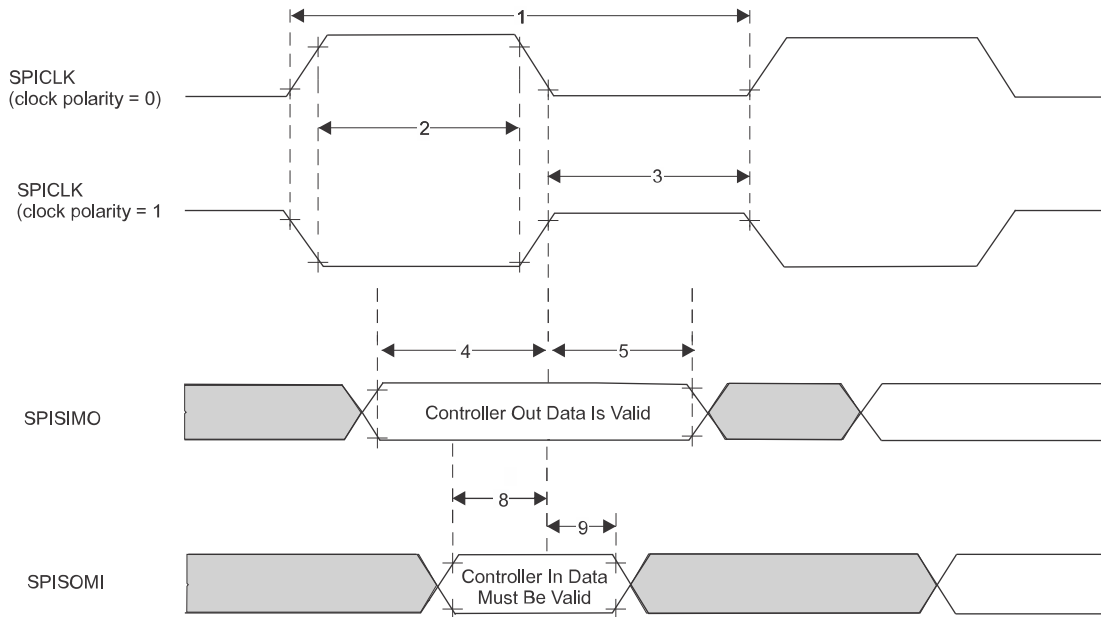 1
SPICLK
(clock polarity = 0)
2
3
SPICLK
(clock polarity = 1
4
5
SPISIMO
Controller Out Data Is Valid
8
9
SPISOMI
Controller In Data
Must Be Valid